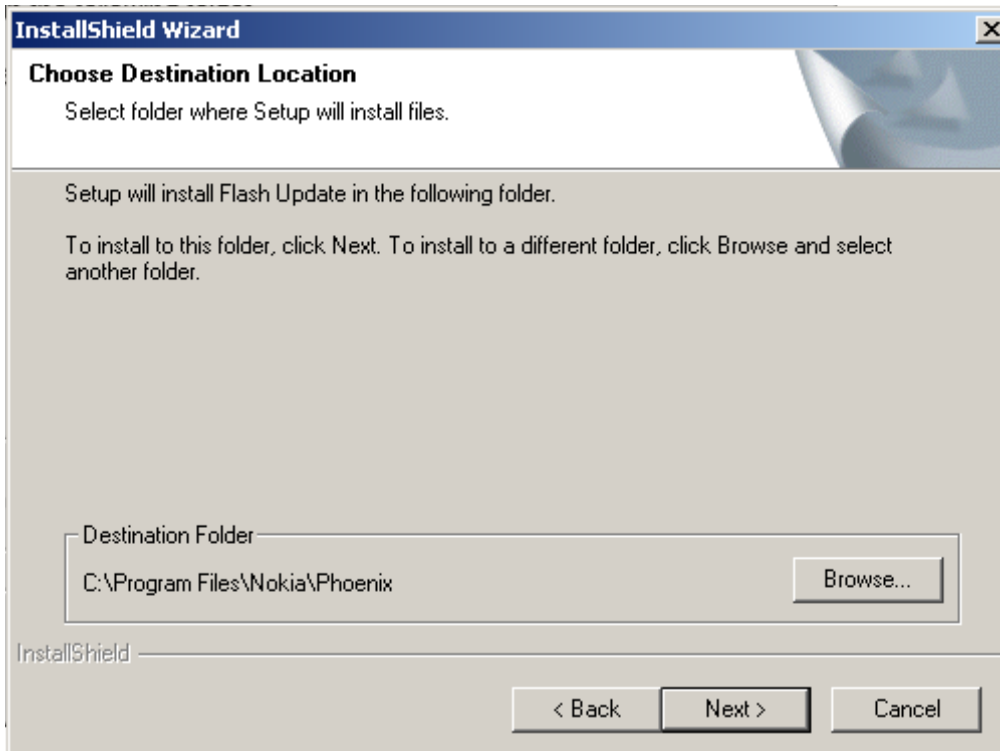 InstallShield Wizard
Choose Destination Location
Select folder where Setup will install files.
Setup will install Flash Update in the following folder.
To install to this folder, click Next. To install to a different folder, click Browse and select
another folder.
Destination Folder
C:\Program Files\Nokia\Phoenix
Browse...
InstallShield
< Back
Next >
Cancel